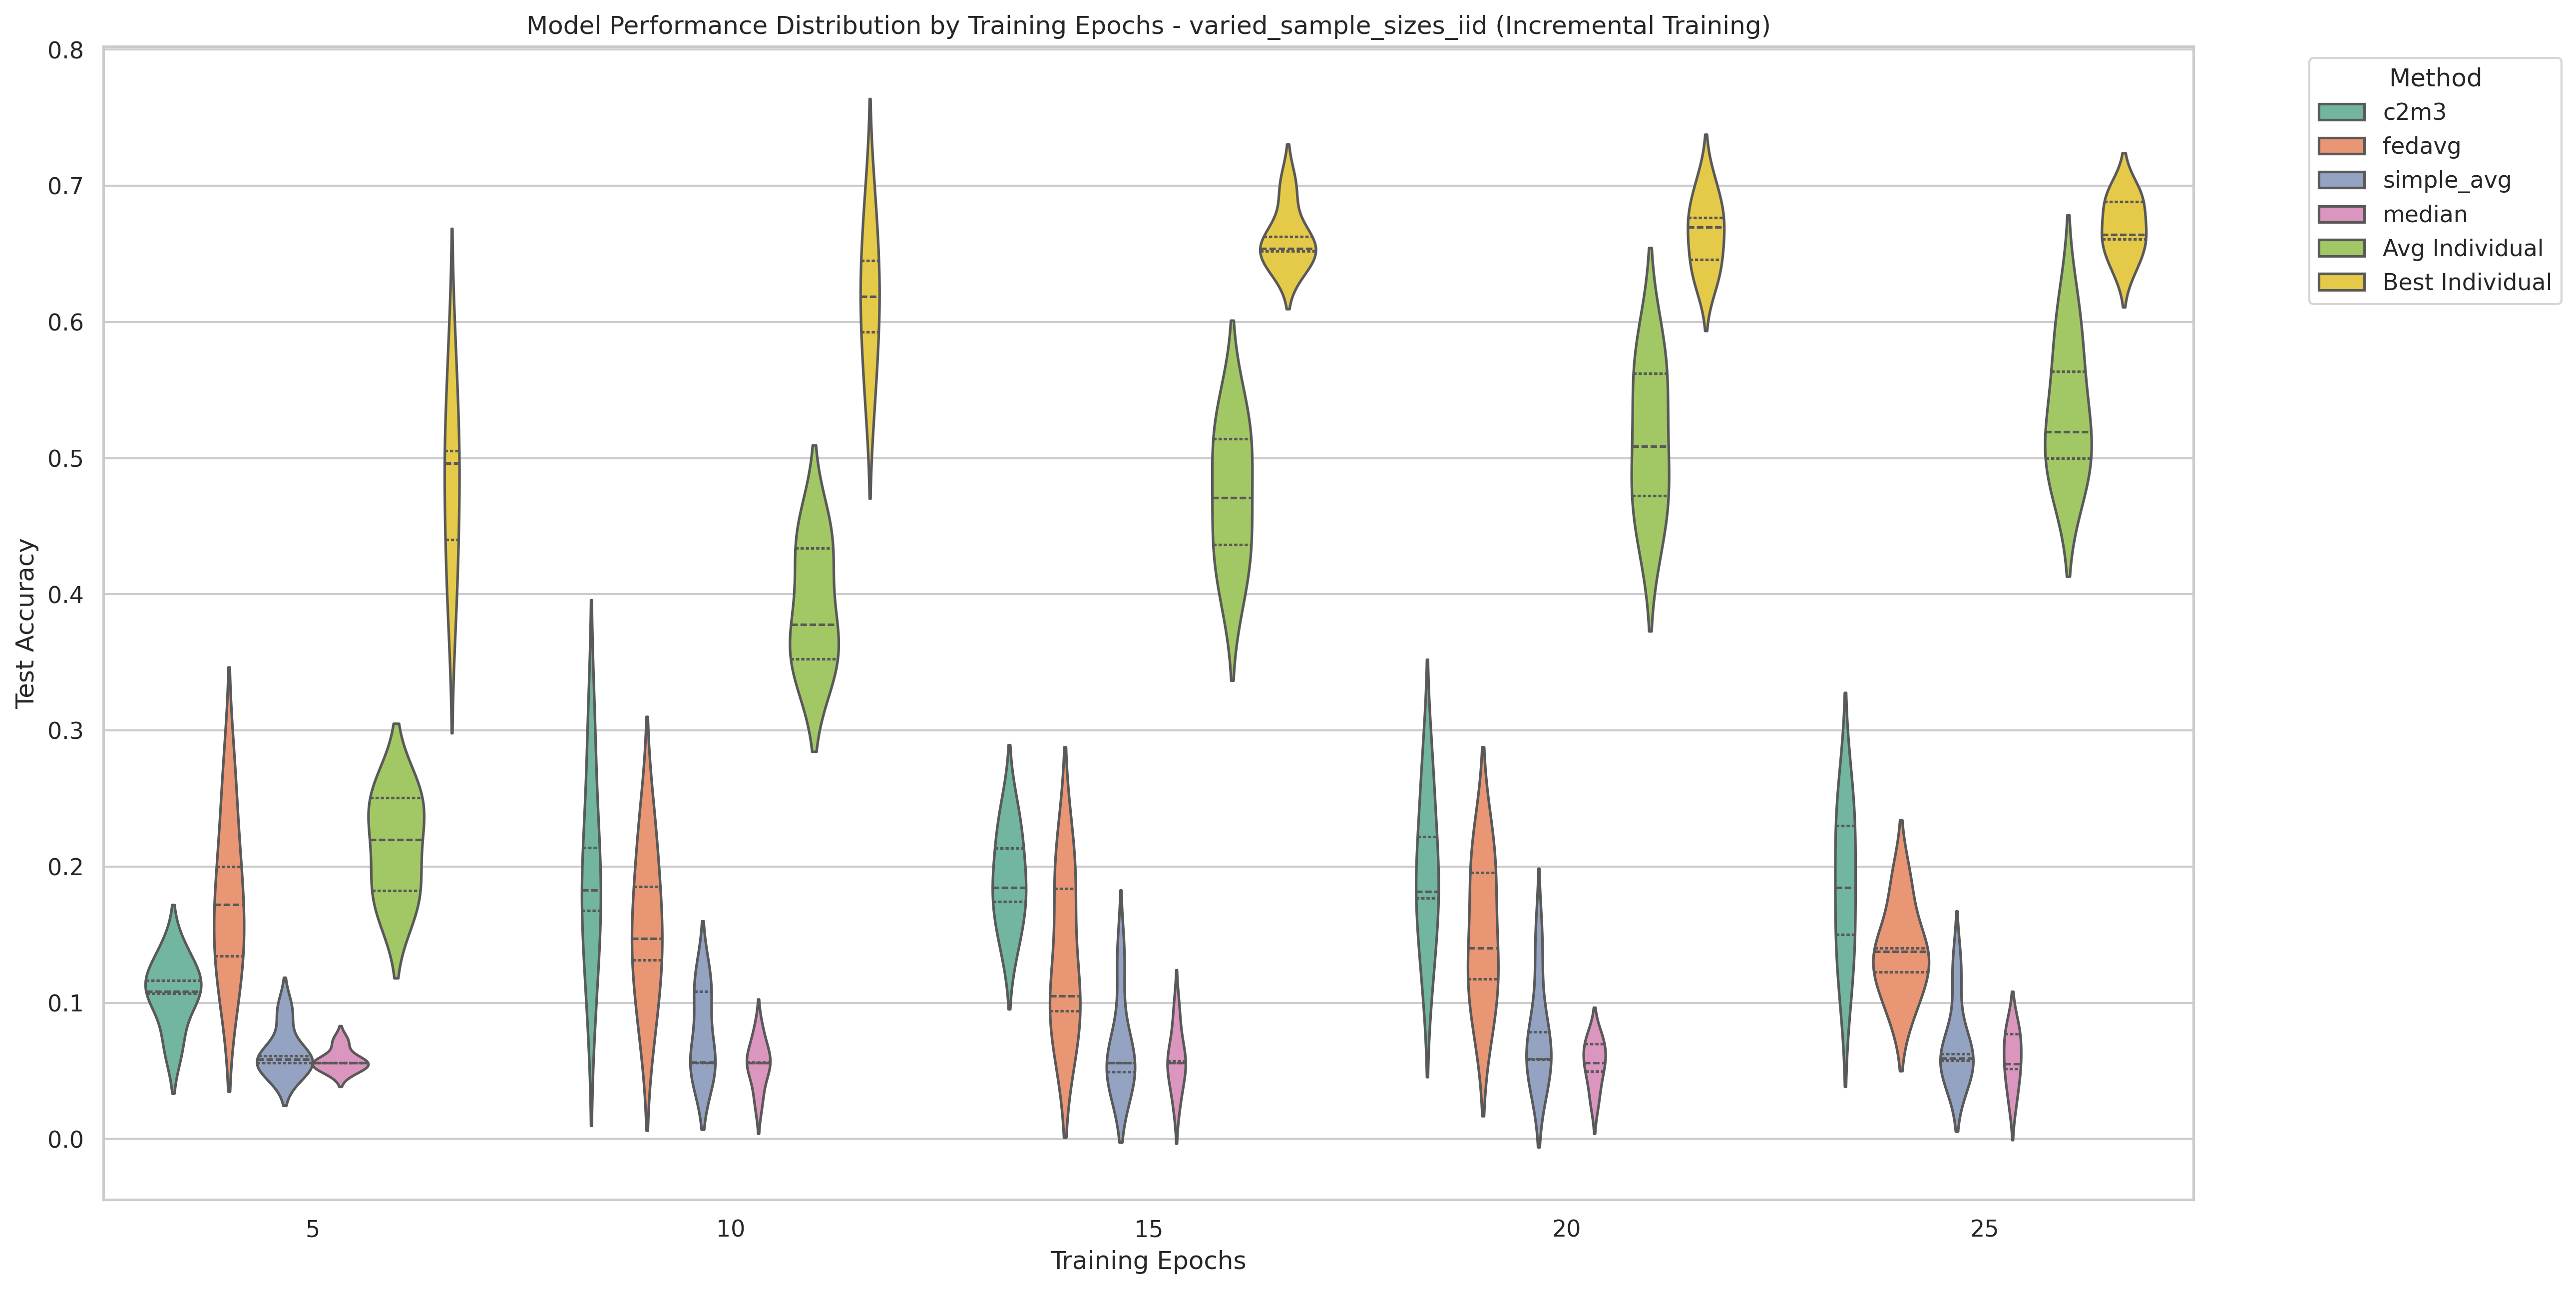 Model Performance Distribution by Training Epochs - varied_sample_sizes_iid (Incremental Training)
Method
c2m3
fedavg
simple_avg
median
Avg Individual
Best Individual
Test Accuracy
0.8
0.7
0.6
0.5
0.4
0.3
0.2
0.1
0.0
5 10 15 20 25
Training Epochs